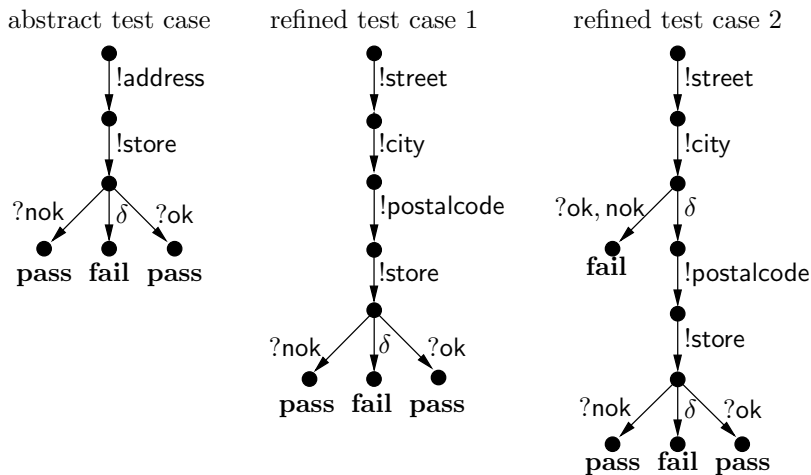 abstract test case
!address
!store
?nok
δ
?ok
pass
fail
pass
refined test case 1
!street
!city
!postalcode
!store
?nok
δ
?ok
pass
fail
pass
refined test case 2
!street
!city
?ok, nok
δ
fail
!postalcode
!store
?nok
δ
?ok
pass
fail
pass